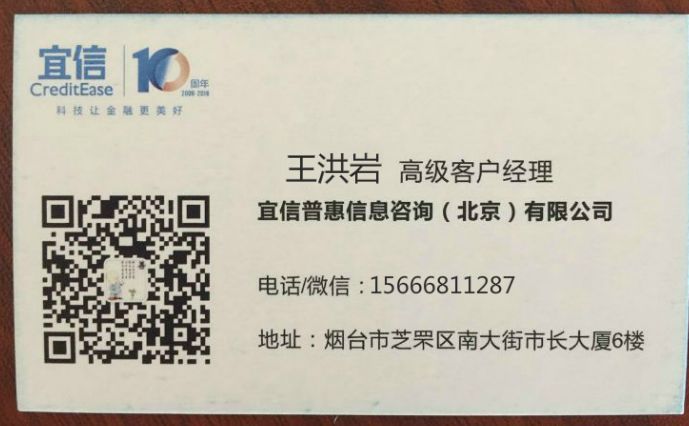 宜信
CreditEase
10
周年
2006-2016
科技让金融更美好
王洪岩 高级客户经理
宜信普惠信息咨询（北京）有限公司
电话/微信：15666811287
地址：烟台市芝罘区南大街市长大厦6楼